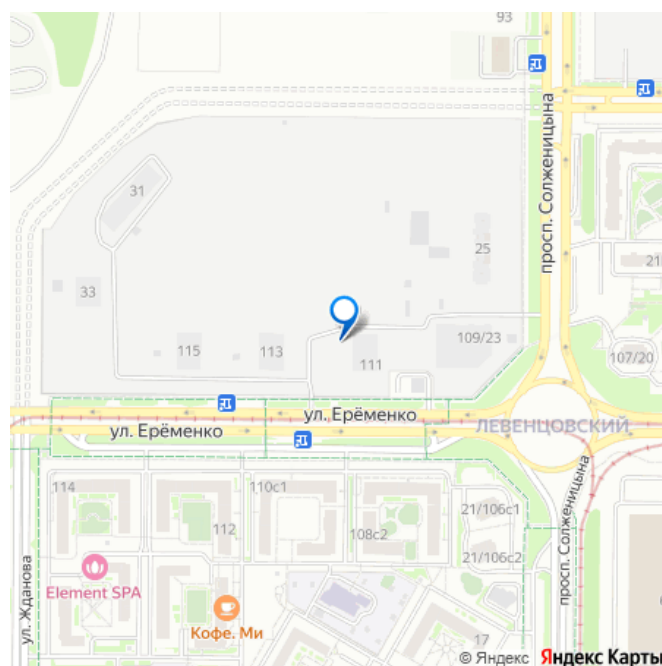 93
просп. Солженицына
31
25
21
33
115
113
111
109/23
107/20
ул. Ерёменко
ул. Ерёменко
ЛЕВЕНЦОВСКИЙ
114
110с1
112
108с2
21/106с1
21/106с2
просп. Солженицына
ул. Жданова
Element SPA
Кофе. Ми
17
© Яндекс Яндекс Карты